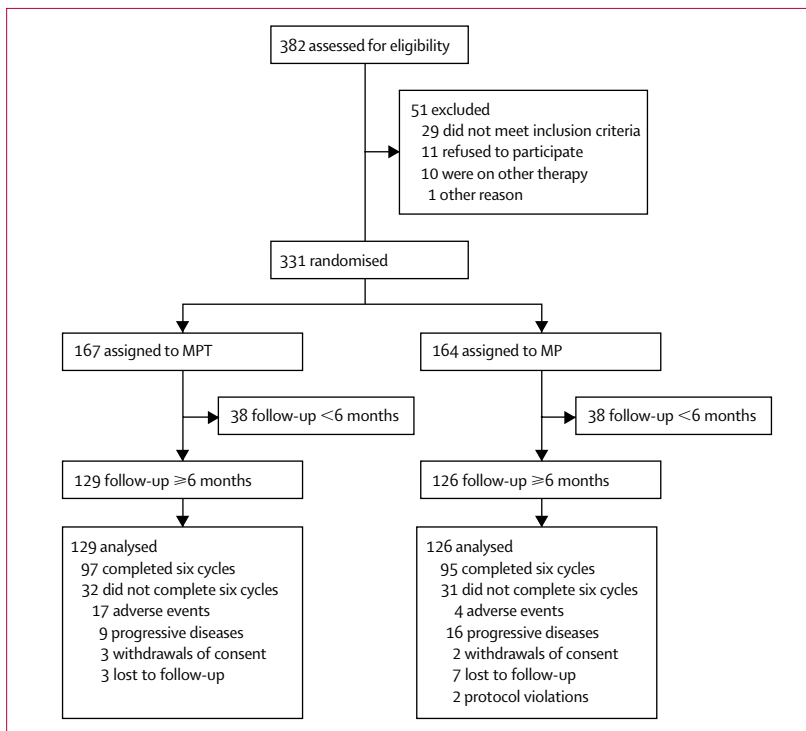 382 assessed for eligibility
51 excluded
29 did not meet inclusion criteria
11 refused to participate
10 were on other therapy
1 other reason
331 randomised
167 assigned to MPT
164 assigned to MP
38 follow-up <6 months
38 follow-up <6 months
129 follow-up ⩾6 months
126 follow-up ⩾6 months
129 analysed
97 completed six cycles
32 did not complete six cycles
17 adverse events
9 progressive diseases
3 withdrawals of consent
3 lost to follow-up
126 analysed
95 completed six cycles
31 did not complete six cycles
4 adverse events
16 progressive diseases
2 withdrawals of consent
7 lost to follow-up
2 protocol violations